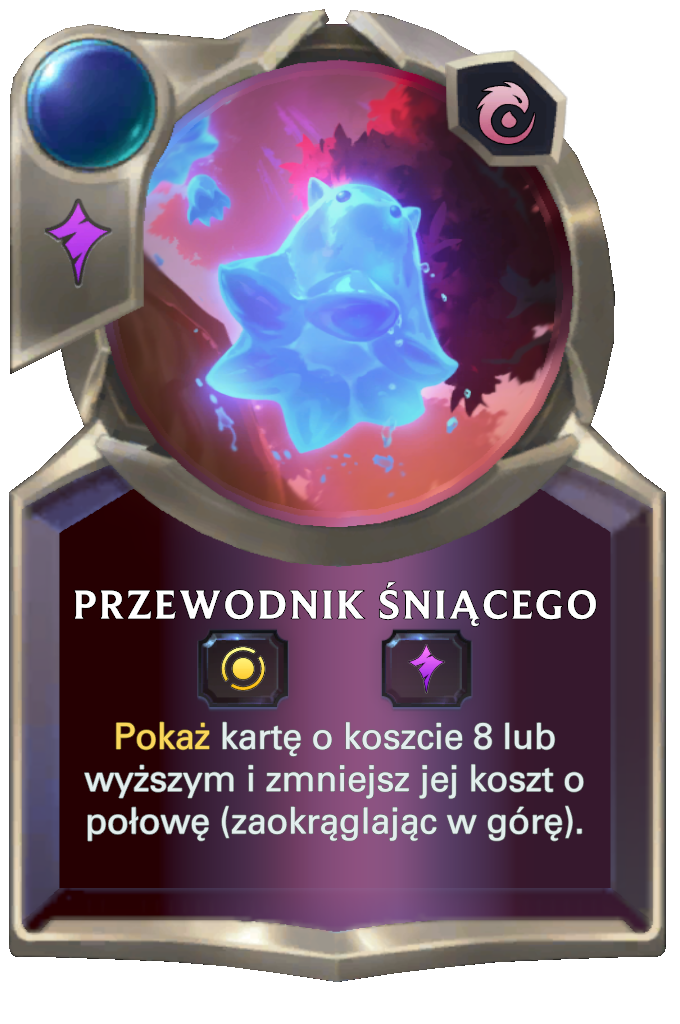 PRZEWODNIK ŚNIĄCEGO
Pokaż kartę o koszcie 8 lub
wyższym i zmniejsz jej koszt o
połowę (zaokrąglając w górę).